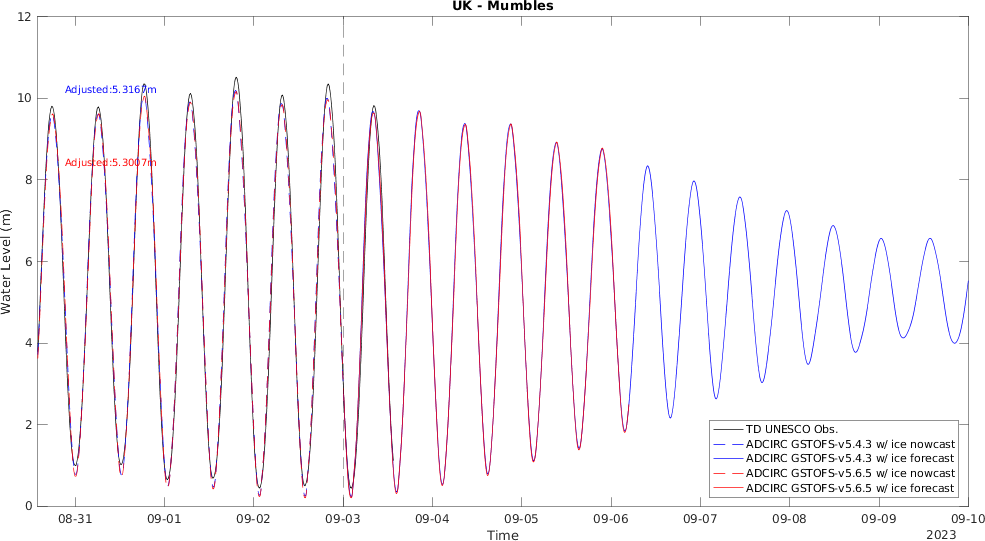 UK - Mumbles
12
10
8
6
4
2
0
Water Level (m)
Adjusted:5.3167m
Adjusted:5.3007m
TD UNESCO Obs.
ADCIRC GSTOFS-v5.4.3 w/ ice nowcast
ADCIRC GSTOFS-v5.4.3 w/ ice forecast
ADCIRC GSTOFS-v5.6.5 w/ ice nowcast
ADCIRC GSTOFS-v5.6.5 w/ ice forecast
08-31 09-01 09-02 09-03 09-04 09-05 09-06 09-07 09-08 09-09 09-10
Time
2023